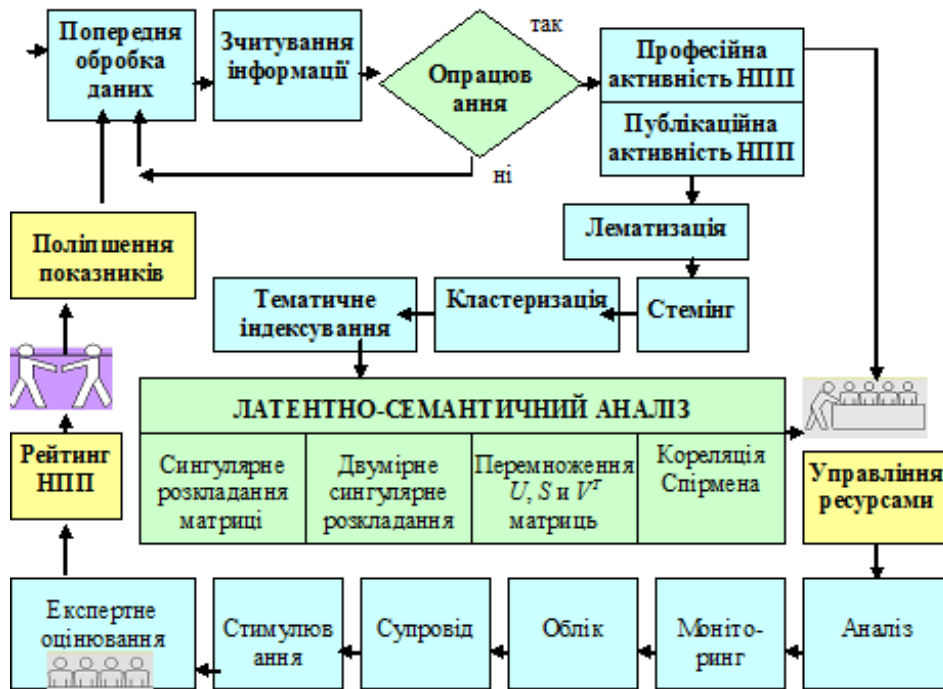 Попередня
обробка
даних
Зчитування
інформації
Опрацюв
ання
так
ні
Професійна
активність НПП
Публікаційна
активність НПП
Лематизація
Стемінг
Кластеризація
Тематичне
індексування
Поліпшення
показників
ЛАТЕНТНО-СЕМАНТИЧНИЙ АНАЛІЗ
Сингулярне
розкладання
матриці
Двумірне
сингулярне
розкладання
Перемноження
U, S и Vᵀ
матриць
Кореляція
Спірмена
Рейтинг
НПП
Управління
ресурсами
Експертне
оцінювання
Стимулюв
ання
Супровід
Облік
Моніто-
ринг
Аналіз